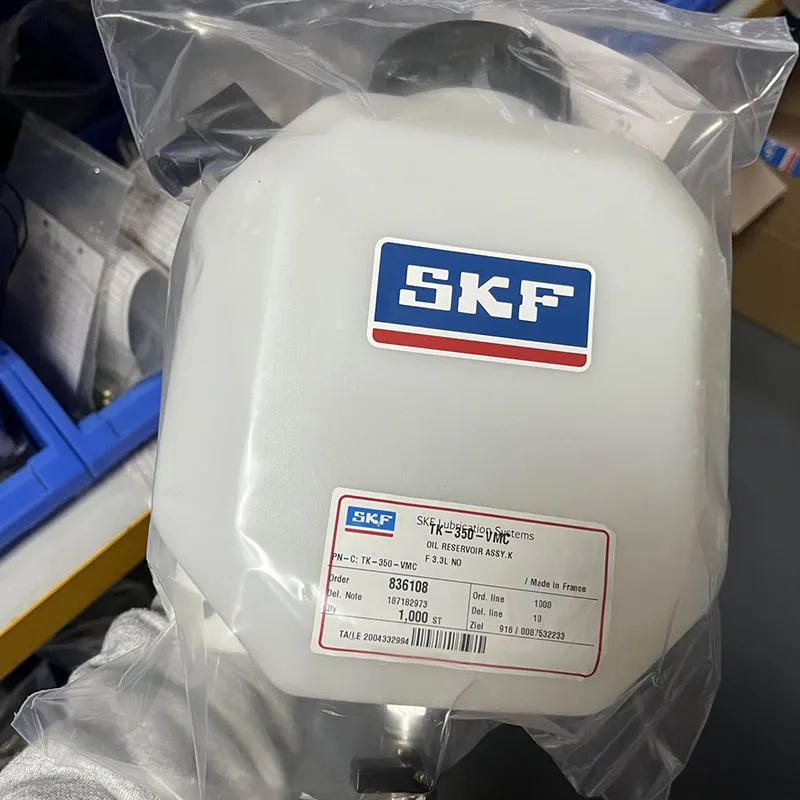 SKF
SKF
SKF Lubrication Systems
TK-350-VMC
OIL RESERVOIR ASSY.K
PN-C: TK-350-VMC
F 3.3L NO
/ Made in France
Order 836108 Ord. line 1000
Del. Note 187182973 Del. line 10
Qty 1,000 ST Ziel 916 / 0087532233
TA/LE 2004332994